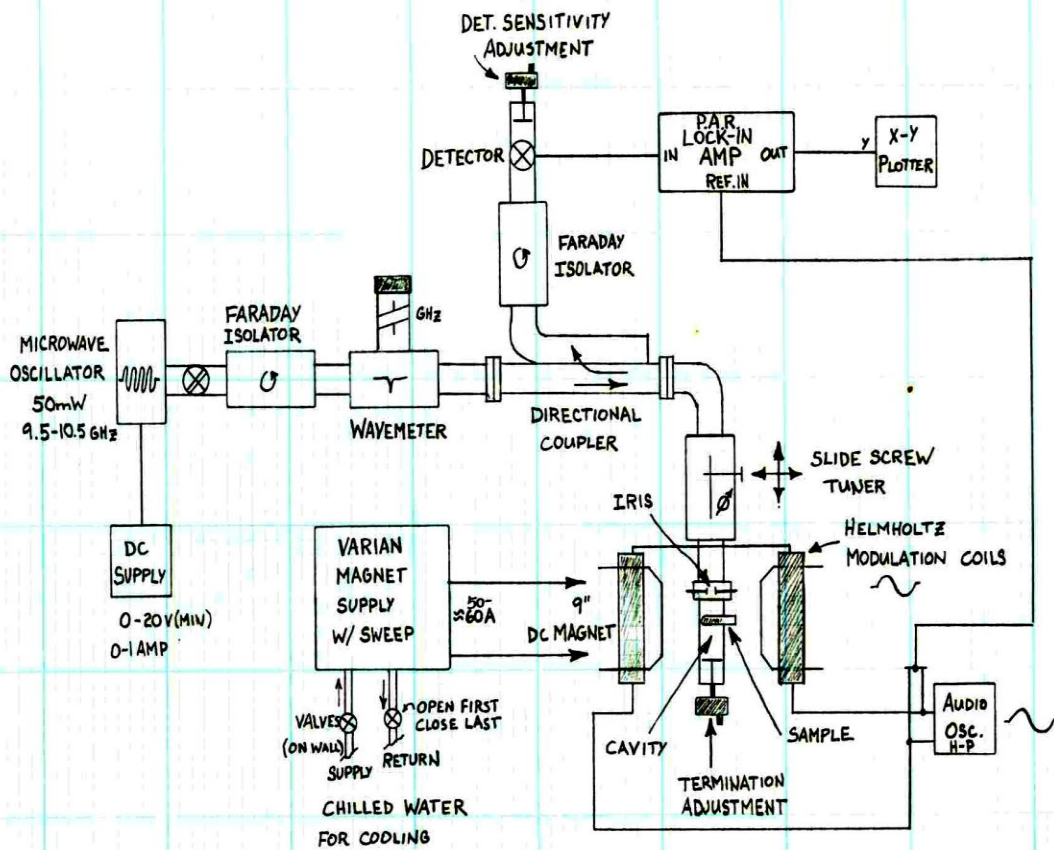 DET. SENSITIVITY
ADJUSTMENT
DETECTOR
IN
P.A.R.
LOCK-IN
AMP
OUT
REF.IN
Y
X-Y
PLOTTER
FARADAY
ISOLATOR
FARADAY
ISOLATOR
GHz
MICROWAVE
OSCILLATOR
50mW
9.5-10.5 GHz
WAVEMETER
DIRECTIONAL
COUPLER
SLIDE SCREW
TUNER
IRIS
HELMHOLTZ
MODULATION COILS
DC
SUPPLY
0-20V(MIN)
0-1 AMP
VARIAN
MAGNET
SUPPLY
W/ SWEEP
≈50-
60A
9"
DC MAGNET
VALVES
(ON WALL)
SUPPLY
OPEN FIRST
CLOSE LAST
RETURN
CHILLED WATER
FOR COOLING
CAVITY
SAMPLE
TERMINATION
ADJUSTMENT
AUDIO
OSC.
H-P